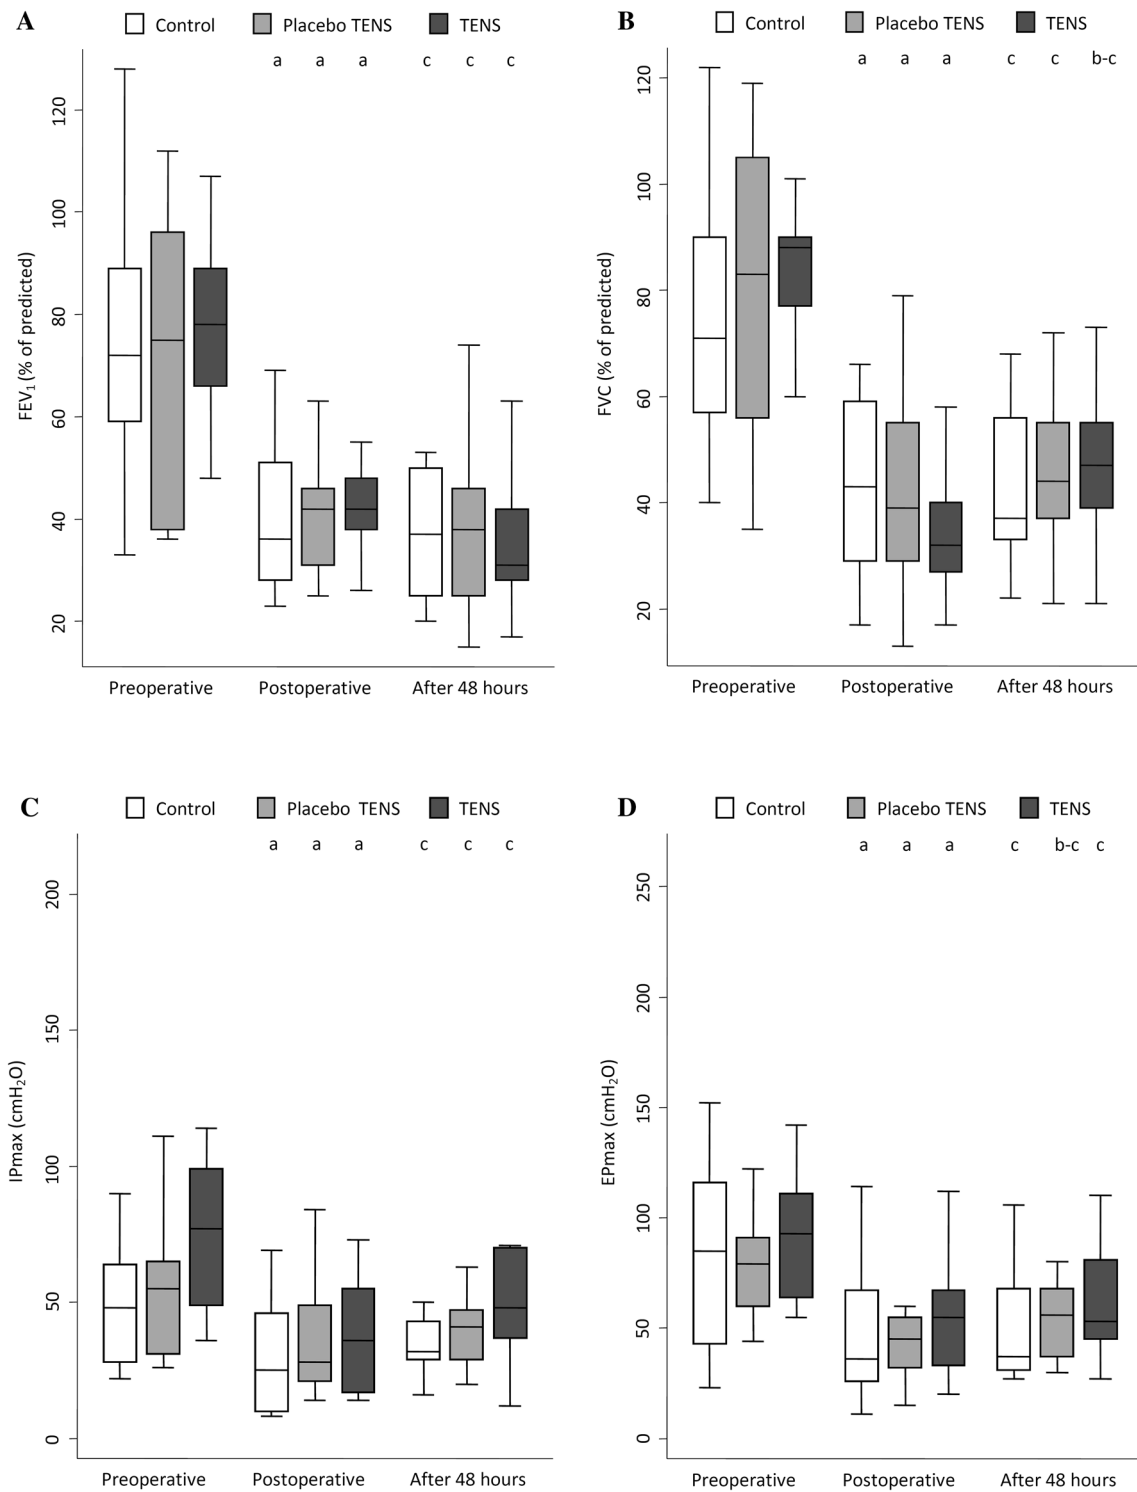 A
Control Placebo TENS TENS
a a a c c c
FEV₁ (% of predicted)
120
100
80
60
40
20
Preoperative Postoperative After 48 hours
B
Control Placebo TENS TENS
a a a c c b-c
FVC (% of predicted)
120
100
80
60
40
20
Preoperative Postoperative After 48 hours
C
Control Placebo TENS TENS
a a a c c c
IPmax (cmH₂O)
200
150
100
50
0
Preoperative Postoperative After 48 hours
D
Control Placebo TENS TENS
a a a c b-c c
EPmax (cmH₂O)
250
200
150
100
50
0
Preoperative Postoperative After 48 hours